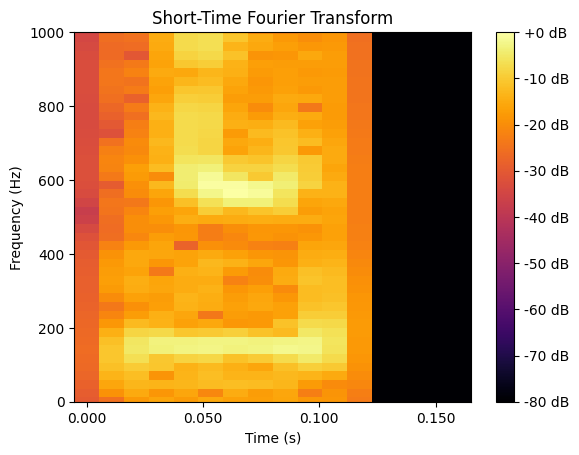 Short-Time Fourier Transform
1000
800
600
400
200
0
Frequency (Hz)
0.000
0.050
0.100
0.150
Time (s)
+0 dB
-10 dB
-20 dB
-30 dB
-40 dB
-50 dB
-60 dB
-70 dB
-80 dB